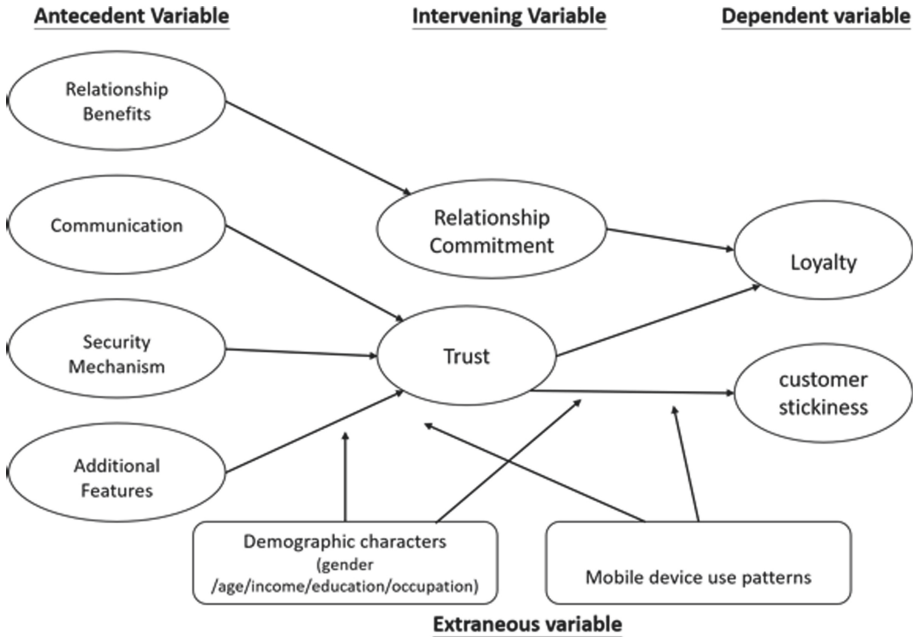 Antecedent Variable
Intervening Variable
Dependent variable
Relationship
Benefits
Communication
Security
Mechanism
Additional
Features
Relationship
Commitment
Trust
Loyalty
customer
stickiness
Demographic characters
(gender
/age/income/education/occupation)
Mobile device use patterns
Extraneous variable